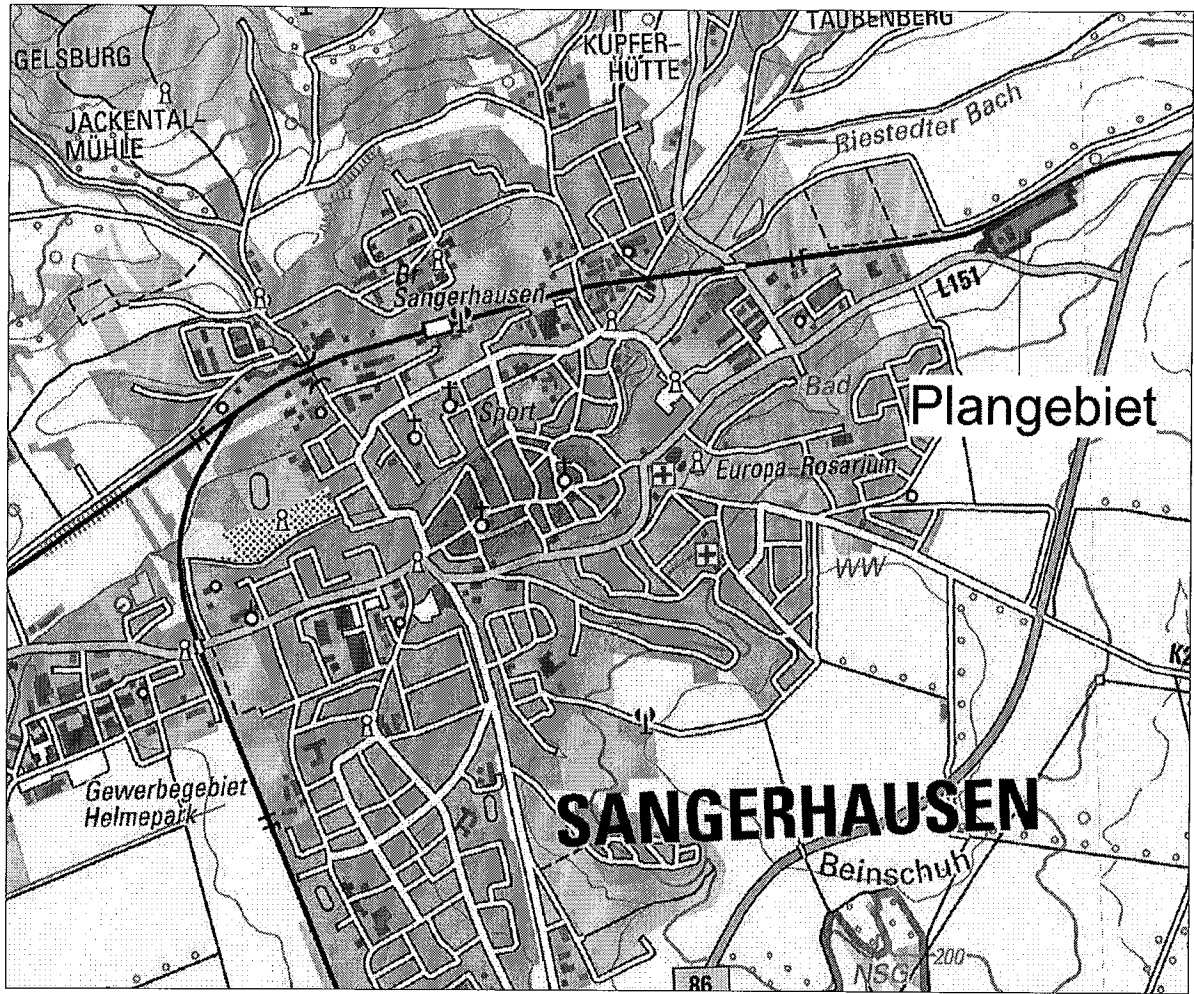 TAUBENBERG
KUPFER-
HÜTTE
GELSBURG
JACKENTAL-
MÜHLE
Riestedter Bach
Bf
Sangerhausen
L151
Bad
Plangebiet
Sport
Europa-Rosarium
WW
K2
Gewerbegebiet
Helmepark
SANGERHAUSEN
Beinschuh
NSG
200
86